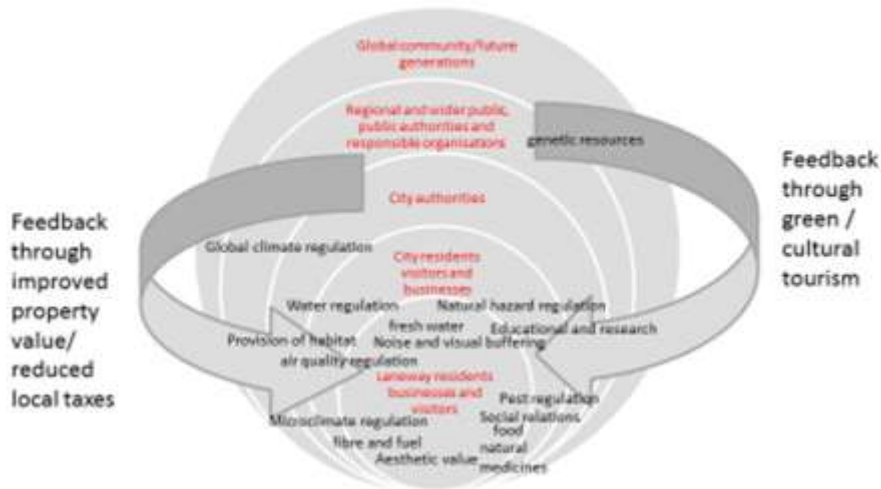 Global community/future
generations
Regional and wider public,
public authorities and
responsible organisations
genetic resources
Feedback
through
green /
cultural
tourism
City authorities
Feedback
through
improved
property
value/
reduced
local taxes
Global climate regulation
City residents
visitors and
businesses
Water regulation
Natural hazard regulation
fresh water
Educational and research
Provision of habitat
Noise and visual buffering
air quality regulation
Laneway residents
businesses and
visitors
Pest regulation
Microclimate regulation
Social relations
food
fibre and fuel
natural
medicines
Aesthetic value